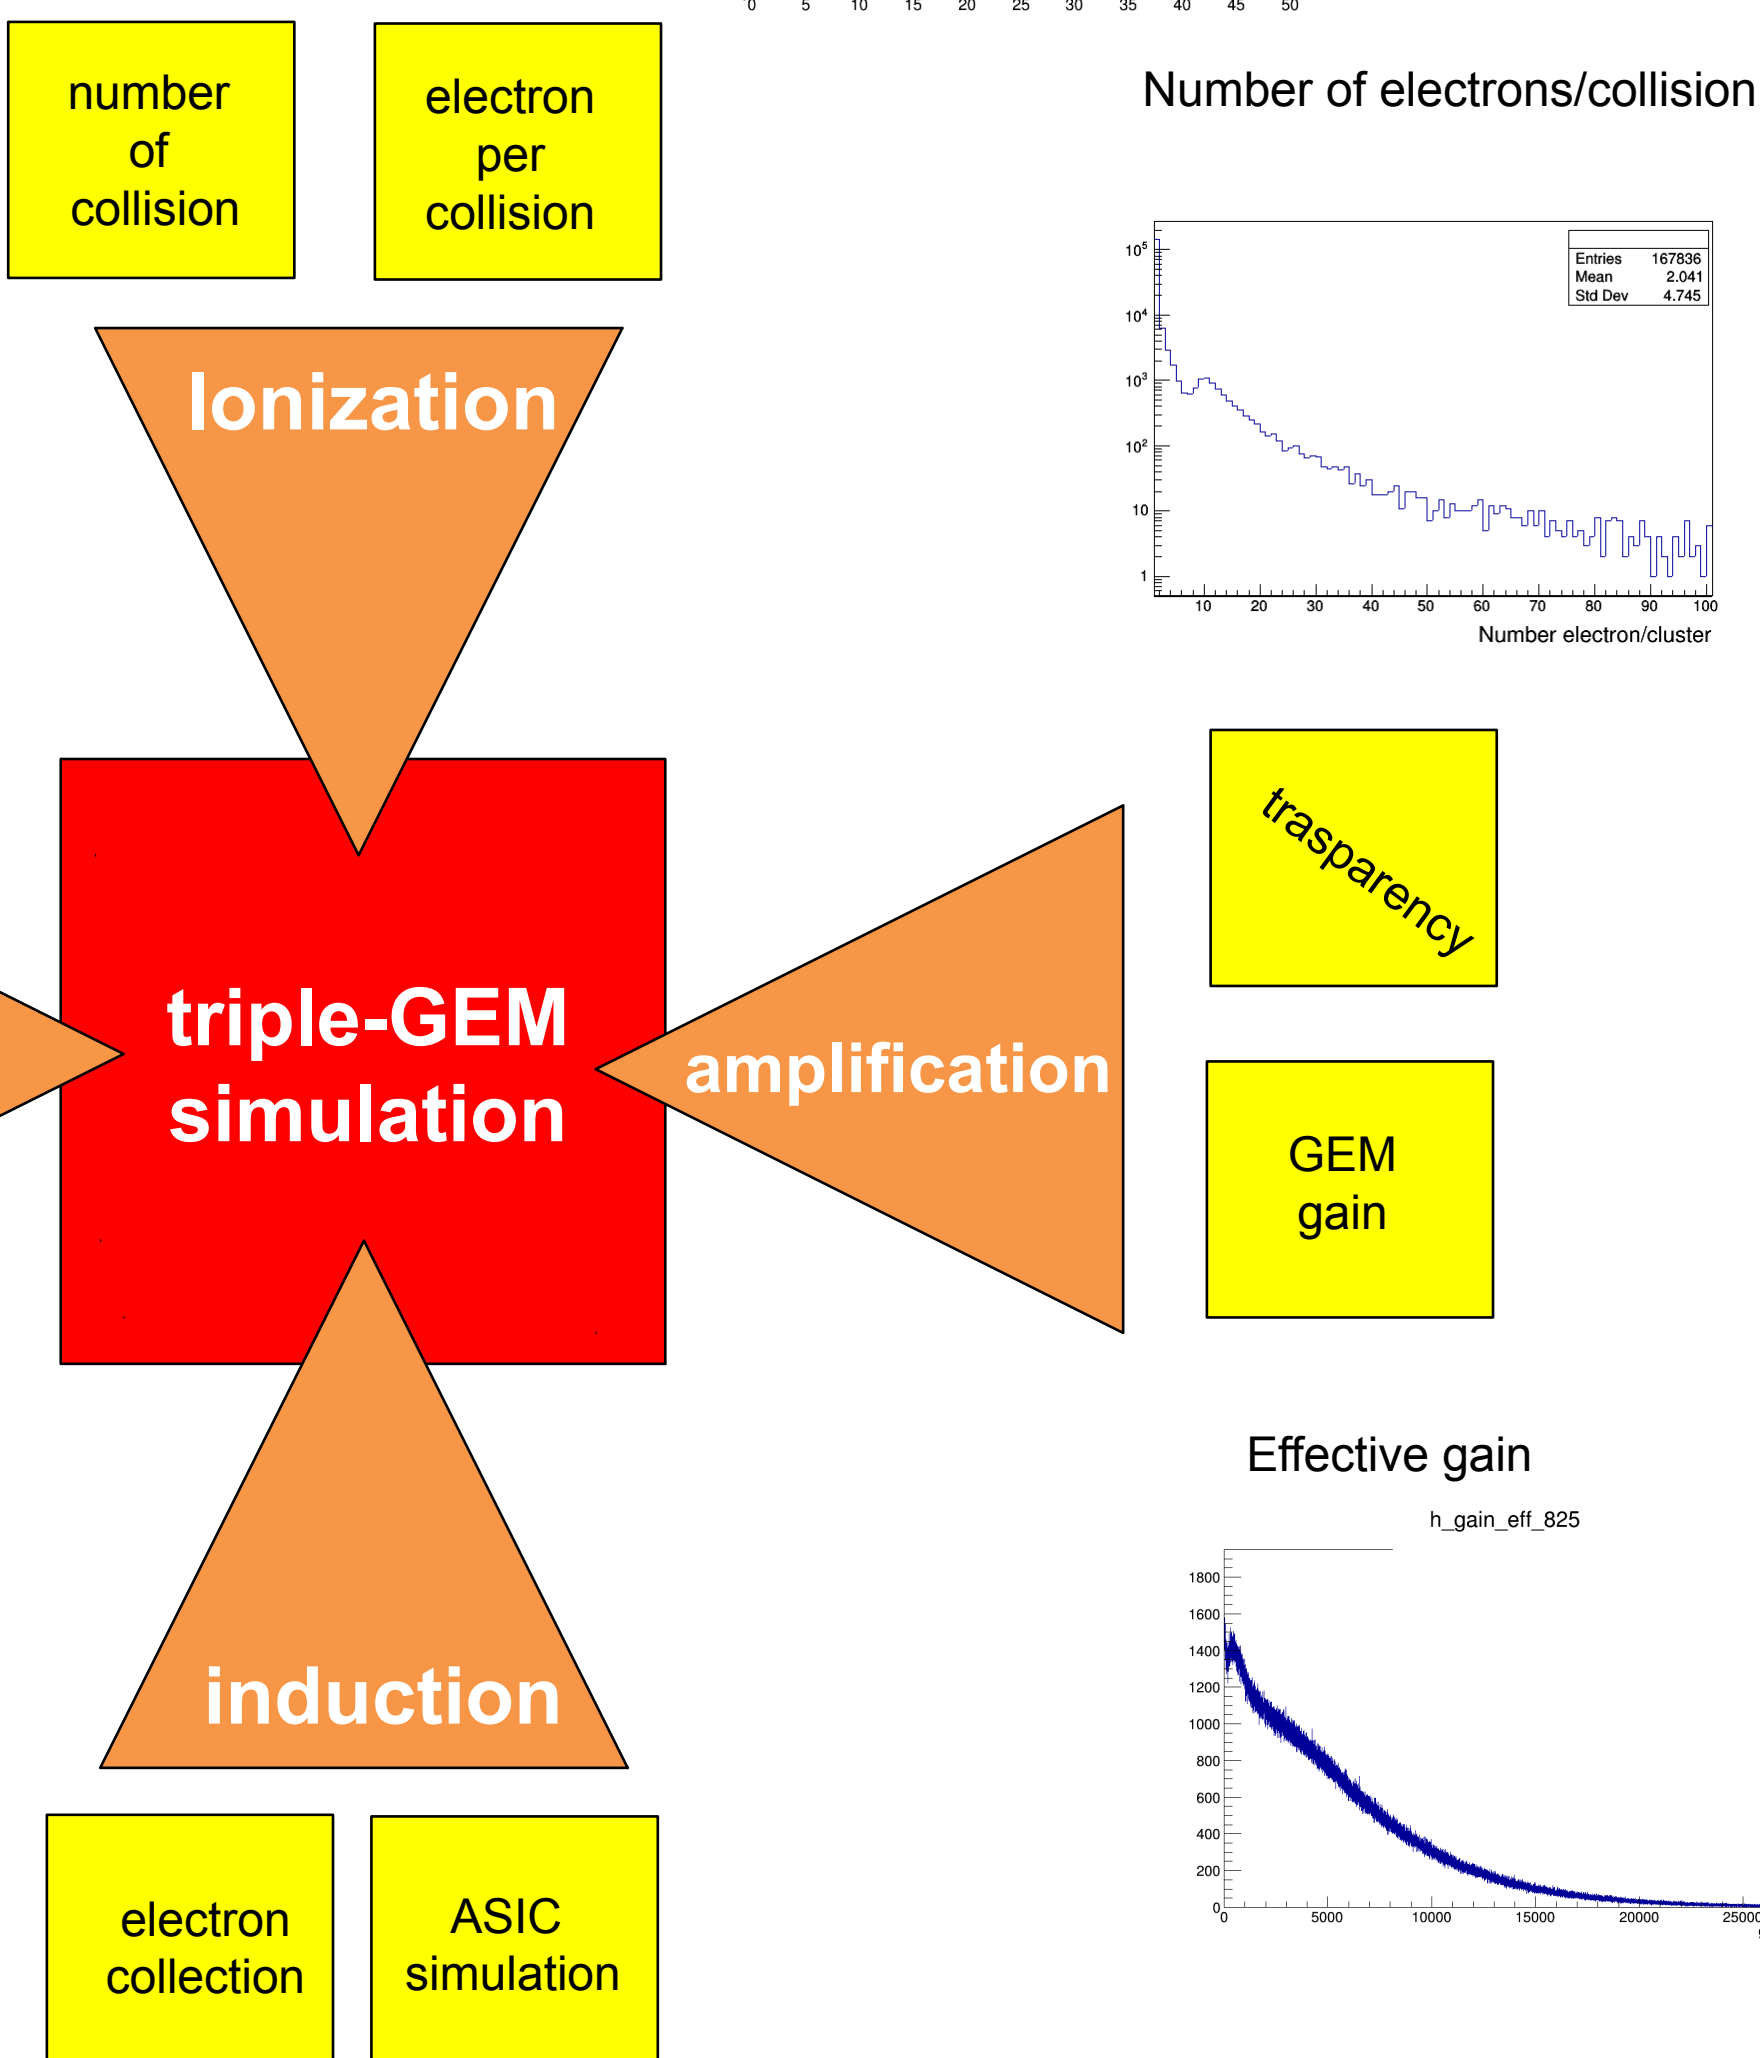 0 5 10 15 20 25 30 35 40 45 50
number
of
collision
electron
per
collision
Number of electrons/collision
Entries 167836
Mean 2.041
Std Dev 4.745
10⁵
10⁴
10³
10²
10
1
10 20 30 40 50 60 70 80 90 100
Number electron/cluster
Ionization
trasparency
triple-GEM
simulation
amplification
GEM
gain
Effective gain
h_gain_eff_825
1800
1600
1400
1200
1000
800
600
400
200
0
0 5000 10000 15000 20000 25000
induction
electron
collection
ASIC
simulation